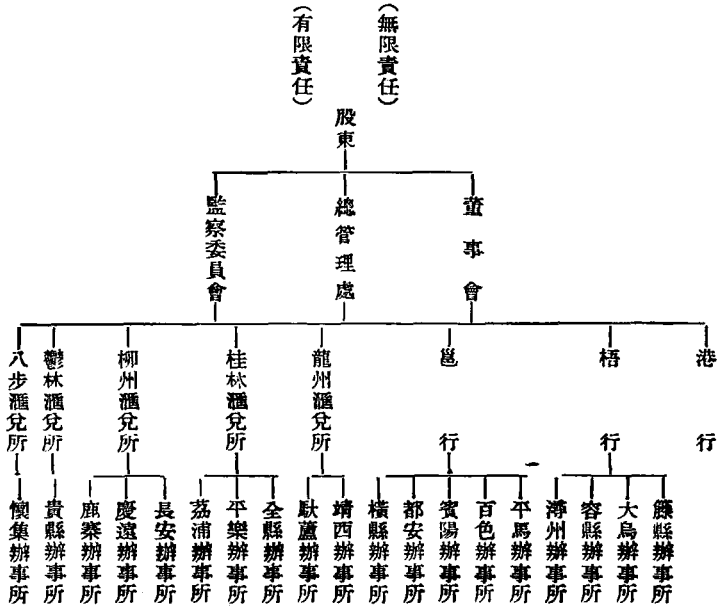 （無限責任）
（有限責任）
股東
董事會
總管理處
監察委員會
港行
梧行
邕行
龍州滙兌所
桂林滙兌所
柳州滙兌所
鬱林滙兌所
八步滙兌所
籐縣辦事所
大烏辦事所
容縣辦事所
潯州辦事所
平馬辦事所
百色辦事所
賓陽辦事所
都安辦事所
橫縣辦事所
靖西辦事所
馱蘆辦事所
全縣辦事所
平樂辦事所
荔浦辦事所
長安辦事所
慶遠辦事所
鹿寨辦事所
貴縣辦事所
懷集辦事所